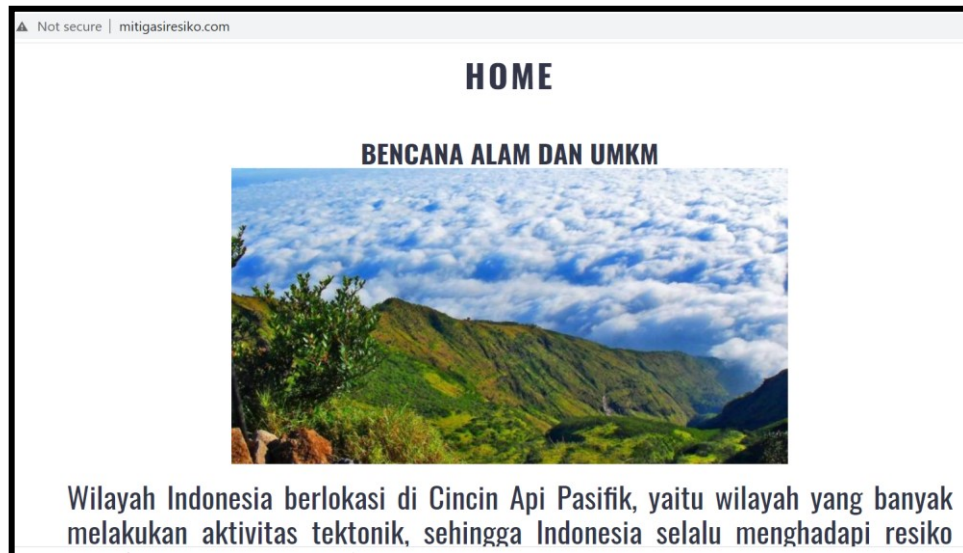 Not secure | mitigasiresiko.com
HOME
BENCANA ALAM DAN UMKM
Wilayah Indonesia berlokasi di Cincin Api Pasifik, yaitu wilayah yang banyak
melakukan aktivitas tektonik, sehingga Indonesia selalu menghadapi resiko